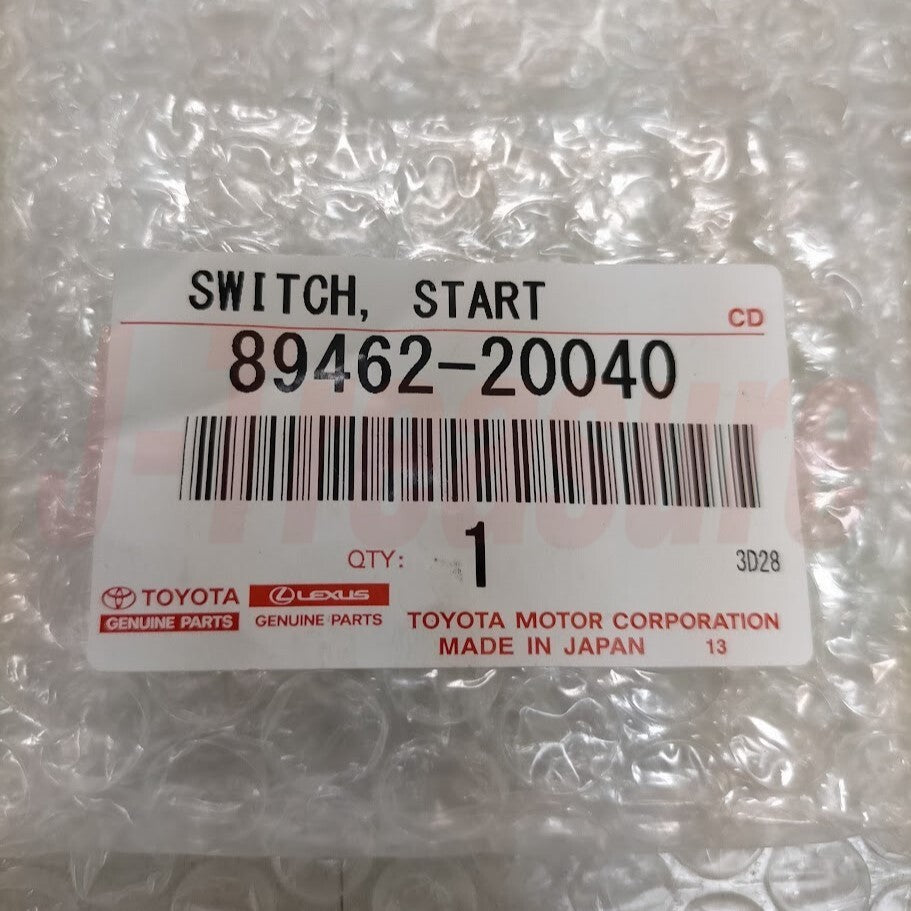 SWITCH, START
CD
89462-20040
QTY: 1
3D28
TOYOTA
GENUINE PARTS
LEXUS
GENUINE PARTS
TOYOTA MOTOR CORPORATION
MADE IN JAPAN 13
J-Treasure